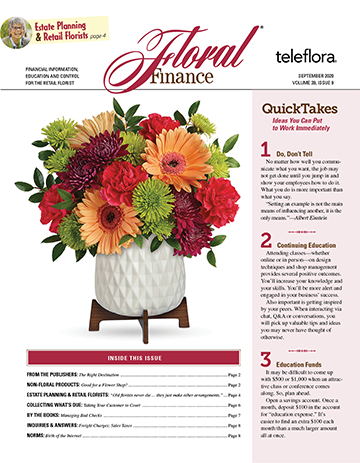 Estate Planning
& Retail Florists page 4
FINANCIAL INFORMATION,
EDUCATION AND CONTROL
FOR THE RETAIL FLORIST
Floral
Finance
teleflora.
SEPTEMBER 2020
VOLUME 39, ISSUE 9
QuickTakes
Ideas You Can Put
to Work Immediately
1 Do, Don't Tell
No matter how well you commu-
nicate what you want, the job may
not get done until you jump in and
show your employees how to do it.
What you do is more important than
what you say.
"Setting an example is not the main
means of influencing another, it is the
only means."—Albert Einstein
2 Continuing Education
Attending classes—whether
online or in person—on design
techniques and shop management
provides several positive outcomes.
You'll increase your knowledge and
your skills. You'll be more alert and
engaged in your business' success.
Also important is getting inspired
by your peers. When interacting via
chat, Q&A or conversations, you
will pick up valuable tips and ideas
you may never have thought of
otherwise.
3 Education Funds
It may be difficult to come up
with $500 or $1,000 when an attrac-
tive class or conference comes
along. So, plan ahead.
Open a savings account. Once a
month, deposit $100 in the account
for "education expense." It's
easier to find an extra $100 each
month than a much larger amount
all at once.
INSIDE THIS ISSUE
FROM THE PUBLISHERS: The Right Destination Page 2
NON-FLORAL PRODUCTS: Good for a Flower Shop? Page 2
ESTATE PLANNING & RETAIL FLORISTS: "Old florists never die ... they just make other arrangements." Page 4
COLLECTING WHAT'S DUE: Taking Your Customer to Court Page 6
BY THE BOOKS: Managing Bad Checks Page 7
INQUIRIES & ANSWERS: Freight Charges; Sales Taxes Page 8
NORMS: Birth of the Internet Page 8